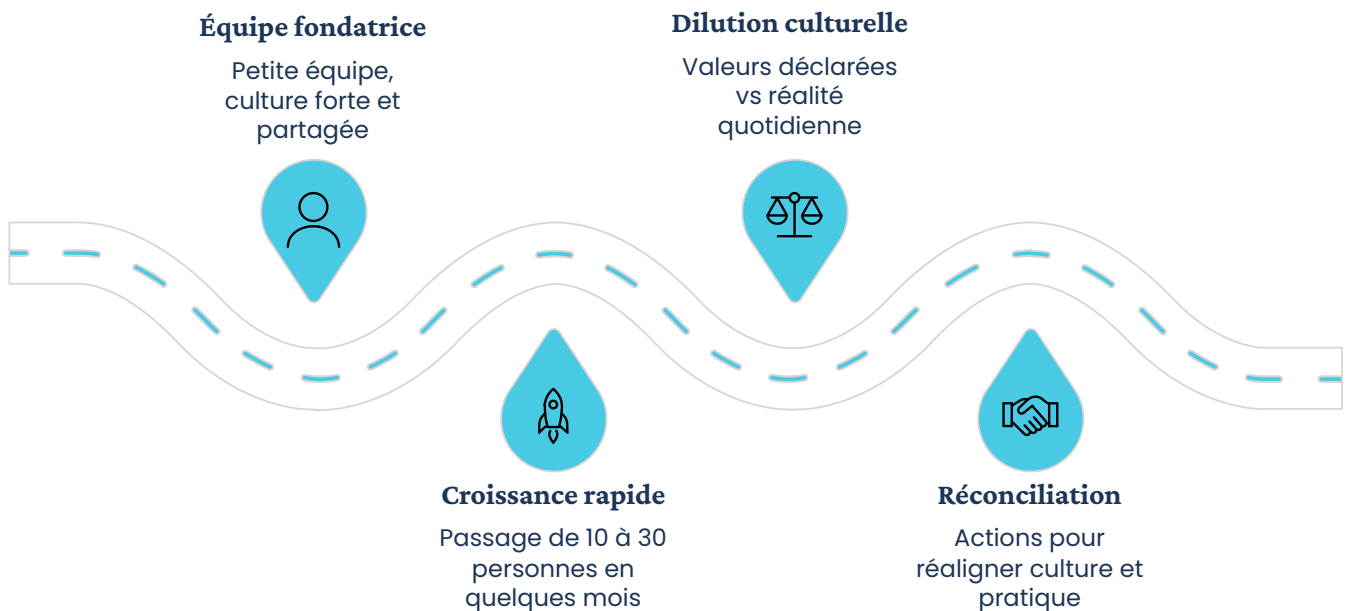 Équipe fondatrice
Petite équipe,
culture forte et
partagée
Croissance rapide
Passage de 10 à 30
personnes en
quelques mois
Dilution culturelle
Valeurs déclarées
vs réalité
quotidienne
Réconciliation
Actions pour
réaligner culture et
pratique